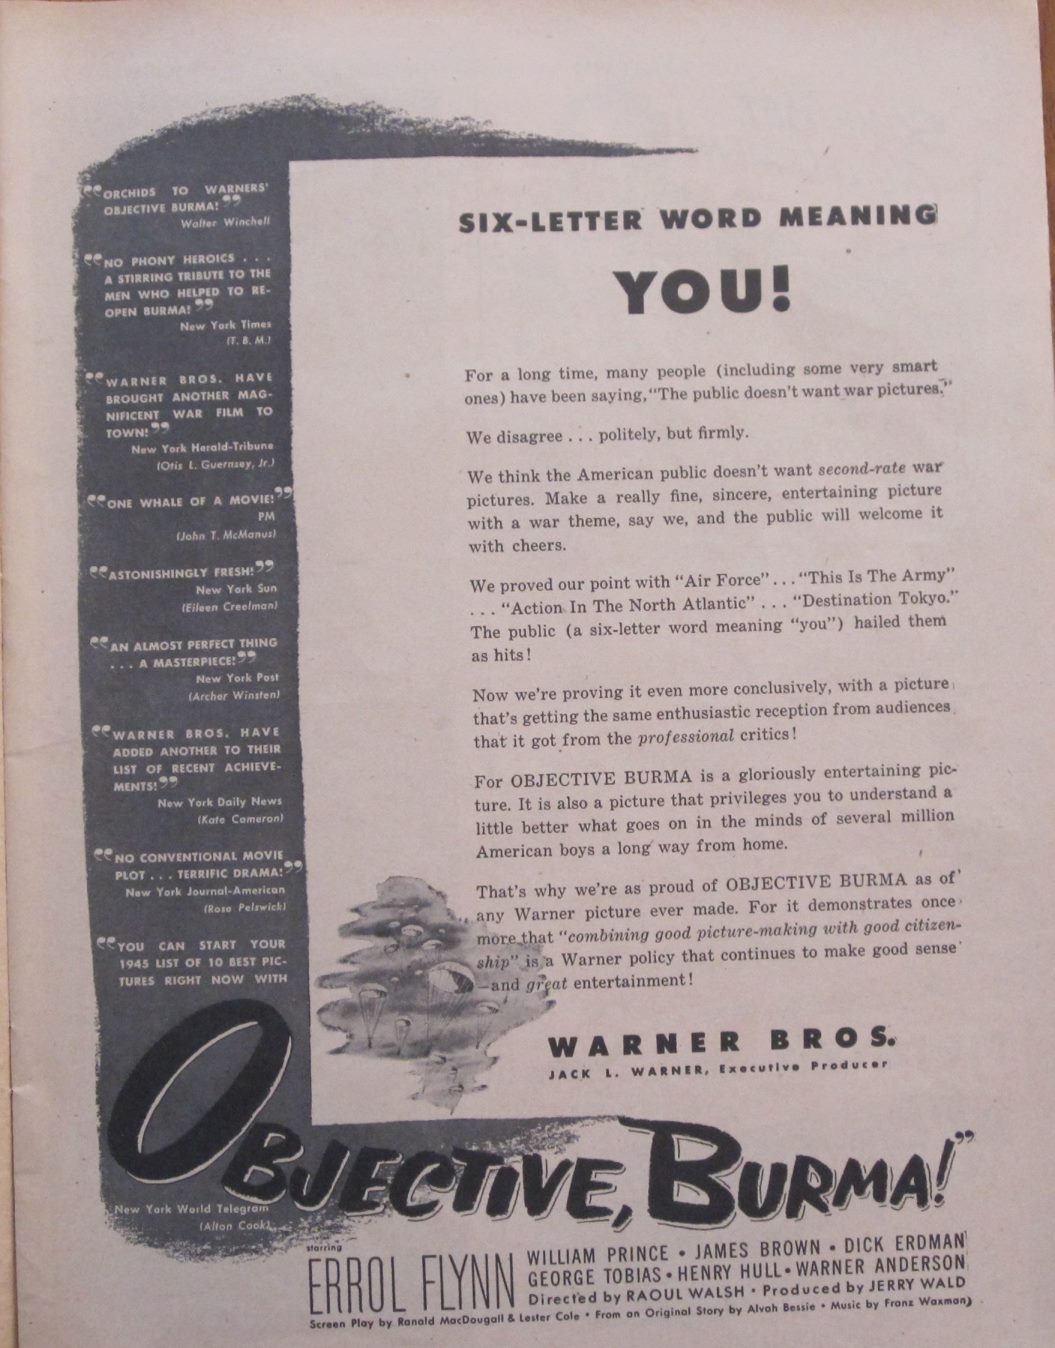 “ORCHIDS TO WARNERS'
OBJECTIVE BURMA!”
Walter Winchell
“NO PHONY HEROICS . . .
A STIRRING TRIBUTE TO THE
MEN WHO HELPED TO RE-
OPEN BURMA!”
New York Times
(T. B. M.)
“WARNER BROS. HAVE
BROUGHT ANOTHER MAG-
NIFICENT WAR FILM TO
TOWN!”
New York Herald-Tribune
(Otis L. Guernsey, Jr.)
“ONE WHALE OF A MOVIE!”
PM
(John T. McManus)
“ASTONISHINGLY FRESH!”
New York Sun
(Eileen Creelman)
“AN ALMOST PERFECT THING
. . . A MASTERPIECE!”
New York Post
(Archer Winsten)
“WARNER BROS. HAVE
ADDED ANOTHER TO THEIR
LIST OF RECENT ACHIEVE-
MENTS!”
New York Daily News
(Kate Cameron)
“NO CONVENTIONAL MOVIE
PLOT . . . TERRIFIC DRAMA!”
New York Journal-American
(Rose Pelswick)
“YOU CAN START YOUR
1945 LIST OF 10 BEST PIC-
TURES RIGHT NOW WITH
SIX-LETTER WORD MEANING
YOU!
For a long time, many people (including some very smart
ones) have been saying, “The public doesn't want war pictures.”
We disagree . . . politely, but firmly.
We think the American public doesn't want second-rate war
pictures. Make a really fine, sincere, entertaining picture
with a war theme, say we, and the public will welcome it
with cheers.
We proved our point with “Air Force” . . . “This Is The Army”
. . . “Action In The North Atlantic” . . . “Destination Tokyo.”
The public (a six-letter word meaning “you”) hailed them
as hits!
Now we're proving it even more conclusively, with a picture
that's getting the same enthusiastic reception from audiences
that it got from the professional critics!
For OBJECTIVE BURMA is a gloriously entertaining pic-
ture. It is also a picture that privileges you to understand a
little better what goes on in the minds of several million
American boys a long way from home.
That's why we're as proud of OBJECTIVE BURMA as of
any Warner picture ever made. For it demonstrates once
more that “combining good picture-making with good citizen-
ship” is a Warner policy that continues to make good sense
—and great entertainment!
WARNER BROS.
JACK L. WARNER, Executive Producer
OBJECTIVE, BURMA!”
New York World Telegram
(Alton Cook)
starring
ERROL FLYNN
WILLIAM PRINCE • JAMES BROWN • DICK ERDMAN
GEORGE TOBIAS • HENRY HULL • WARNER ANDERSON
Directed by RAOUL WALSH • Produced by JERRY WALD
Screen Play by Ranald MacDougall & Lester Cole • From an Original Story by Alvah Bessie • Music by Franz Waxman